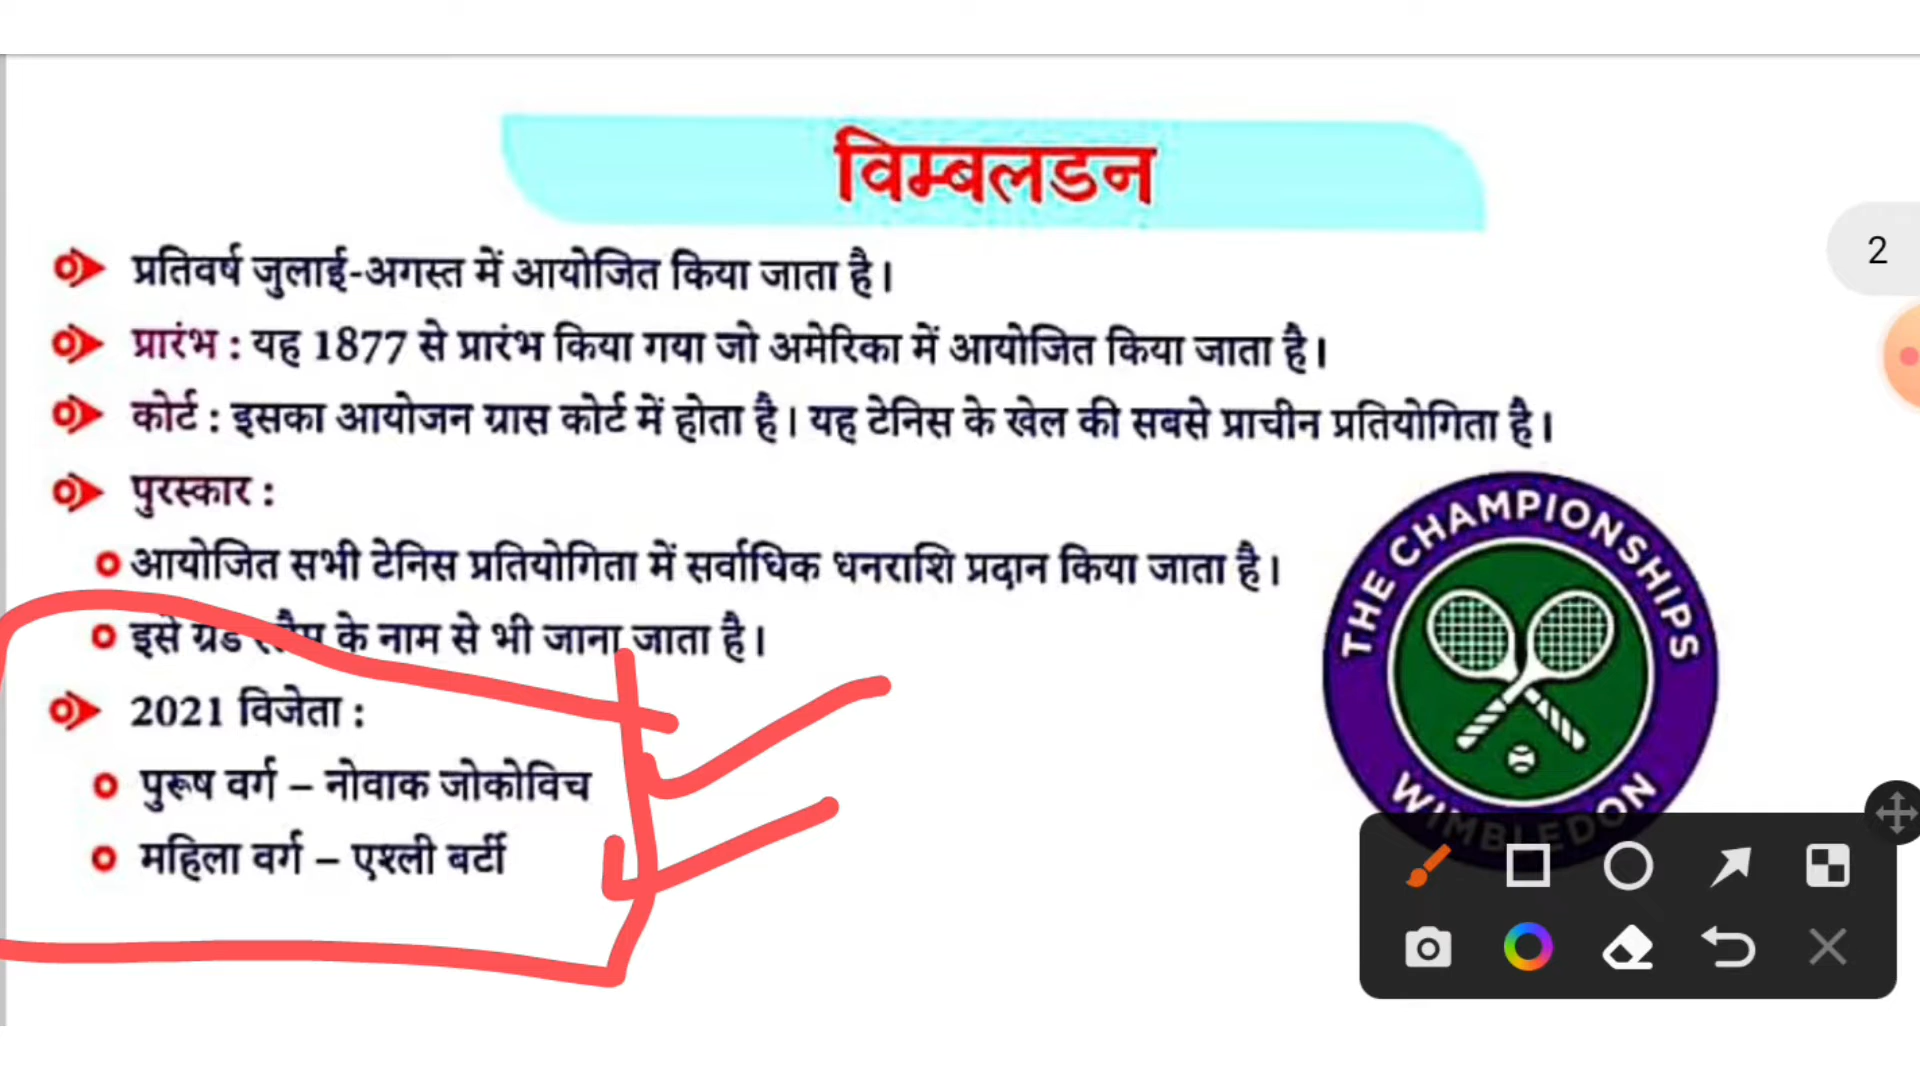 विम्बलडन
प्रतिवर्ष जुलाई-अगस्त में आयोजित किया जाता है।
प्रारंभ : यह 1877 से प्रारंभ किया गया जो अमेरिका में आयोजित किया जाता है।
कोर्ट : इसका आयोजन ग्रास कोर्ट में होता है। यह टेनिस के खेल की सबसे प्राचीन प्रतियोगिता है।
पुरस्कार :
आयोजित सभी टेनिस प्रतियोगिता में सर्वाधिक धनराशि प्रदान किया जाता है।
इसे ग्रैंड स्लैम के नाम से भी जाना जाता है।
2021 विजेता :
पुरूष वर्ग – नोवाक जोकोविच
महिला वर्ग – एश्ली बर्टी
THE CHAMPIONSHIPS
WIMBLEDON
2